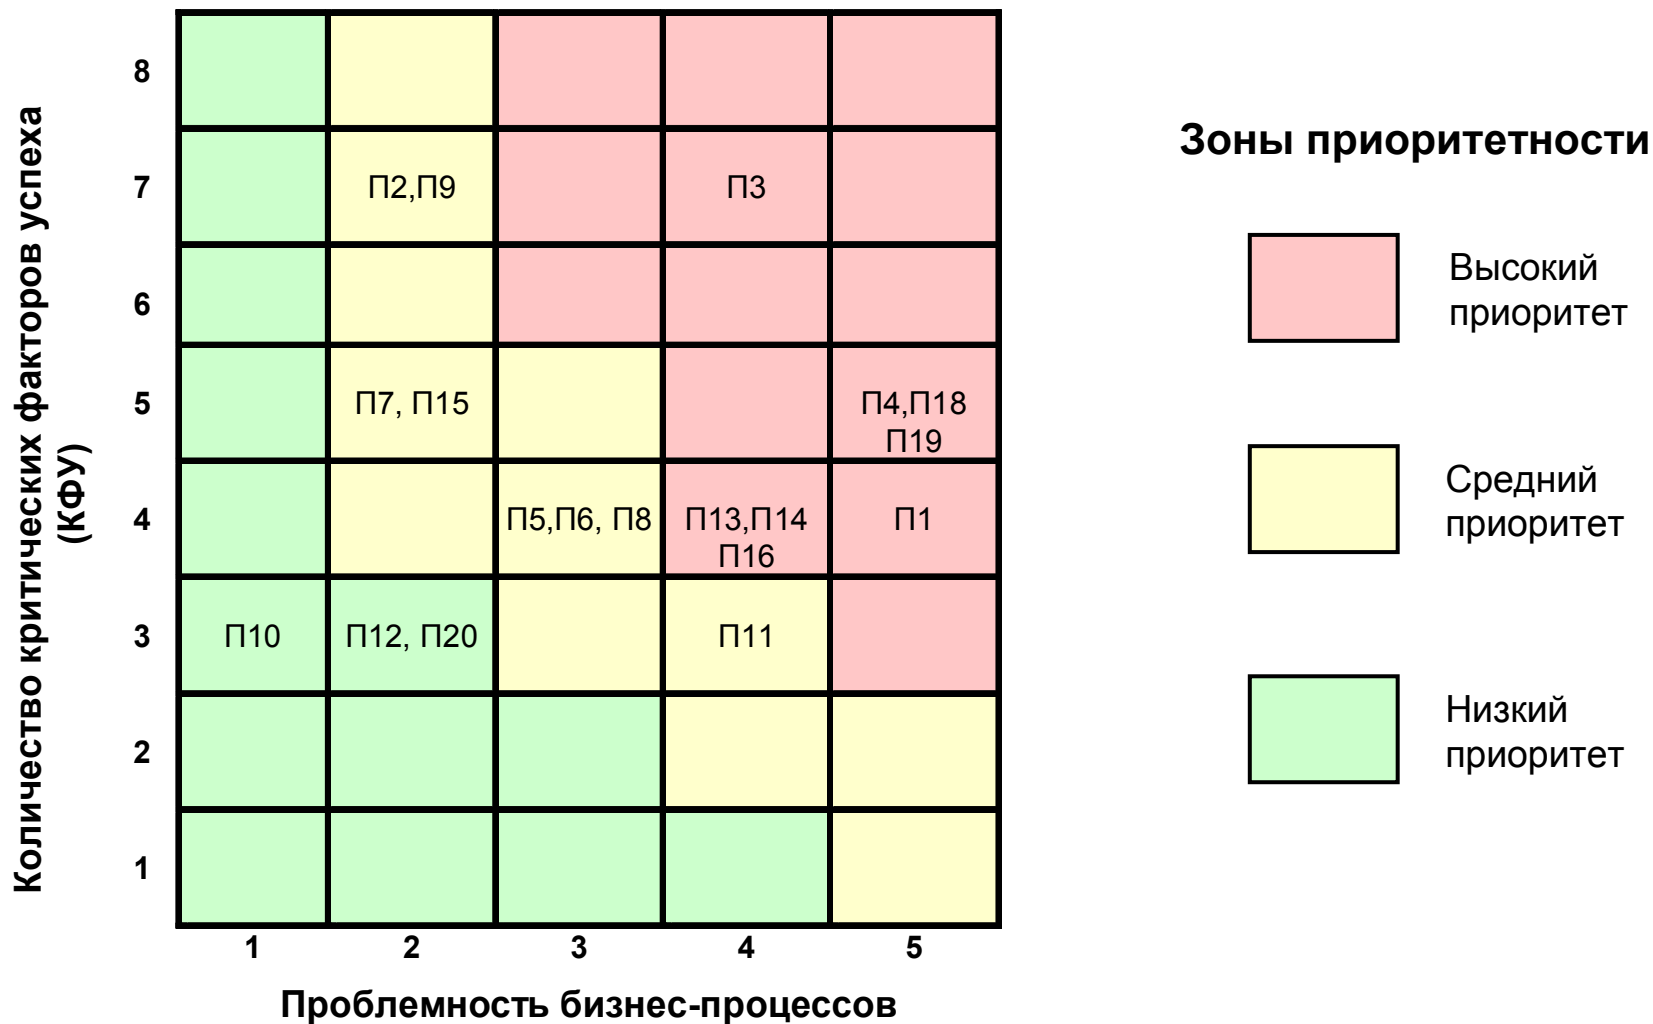 Количество критических факторов успеха
(КФУ)
8
7
П2,П9
П3
6
5
П7, П15
П4,П18
П19
4
П5,П6, П8
П13,П14
П16
П1
3
П10
П12, П20
П11
2
1
1
2
3
4
5
Проблемность бизнес-процессов
Зоны приоритетности
Высокий
приоритет
Средний
приоритет
Низкий
приоритет